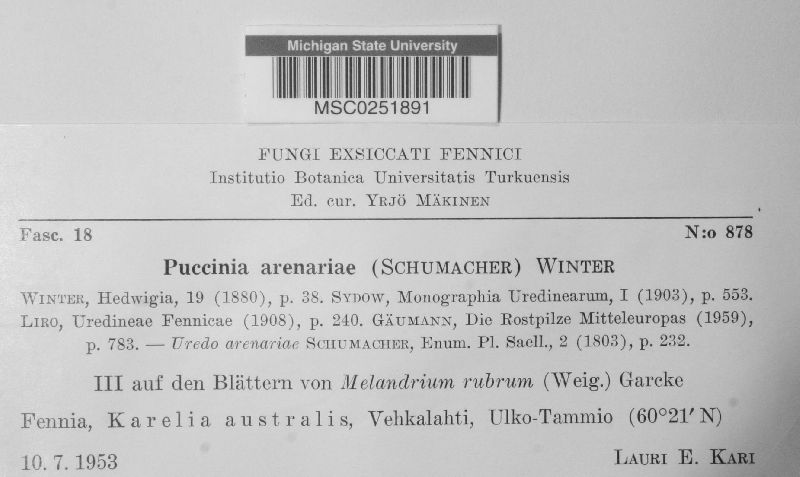 Michigan State University
MSC0251891
FUNGI EXSICCATI FENNICI
Institutio Botanica Universitatis Turkuensis
Ed. cur. YRJÖ MÄKINEN
Fasc. 18 N:o 878
Puccinia arenariae (SCHUMACHER) WINTER
WINTER, Hedwigia, 19 (1880), p. 38. SYDOW, Monographia Uredinearum, I (1903), p. 553.
LIRO, Uredineae Fennicae (1908), p. 240. GÄUMANN, Die Rostpilze Mitteleuropas (1959),
p. 783. — Uredo arenariae SCHUMACHER, Enum. Pl. Saell., 2 (1803), p. 232.
III auf den Blättern von Melandrium rubrum (Weig.) Garcke
Fennia, Karelia australis, Vehkalahti, Ulko-Tammio (60°21′ N)
10. 7. 1953 LAURI E. KARI